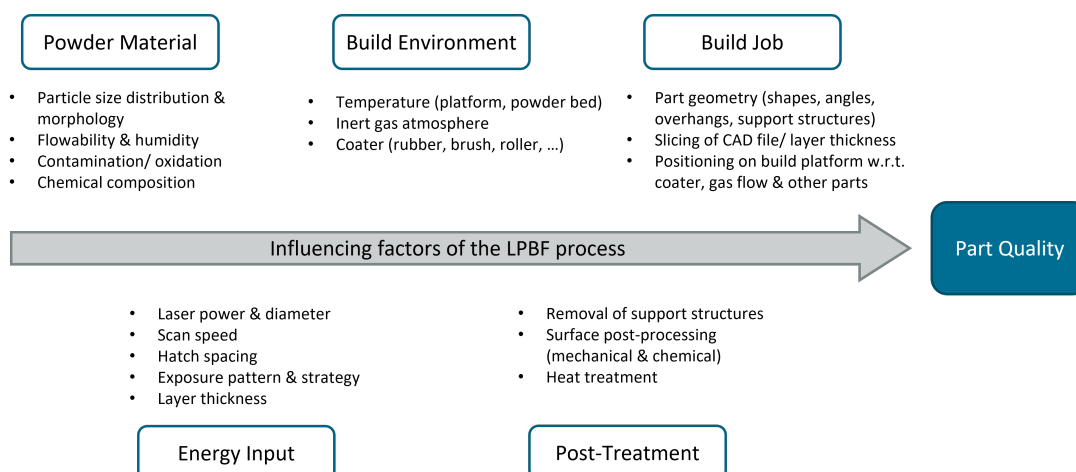 Powder Material
Build Environment
Build Job
• Particle size distribution &
morphology
• Flowability & humidity
• Contamination/ oxidation
• Chemical composition
• Temperature (platform, powder bed)
• Inert gas atmosphere
• Coater (rubber, brush, roller, ...)
• Part geometry (shapes, angles,
overhangs, support structures)
• Slicing of CAD file/ layer thickness
• Positioning on build platform w.r.t.
coater, gas flow & other parts
Influencing factors of the LPBF process
Part Quality
• Laser power & diameter
• Scan speed
• Hatch spacing
• Exposure pattern & strategy
• Layer thickness
• Removal of support structures
• Surface post-processing
(mechanical & chemical)
• Heat treatment
Energy Input
Post-Treatment